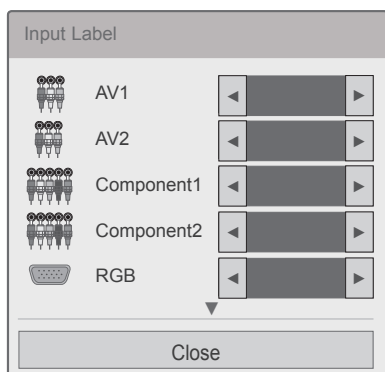 Input Label
AV1
AV2
Component1
Component2
RGB
Close